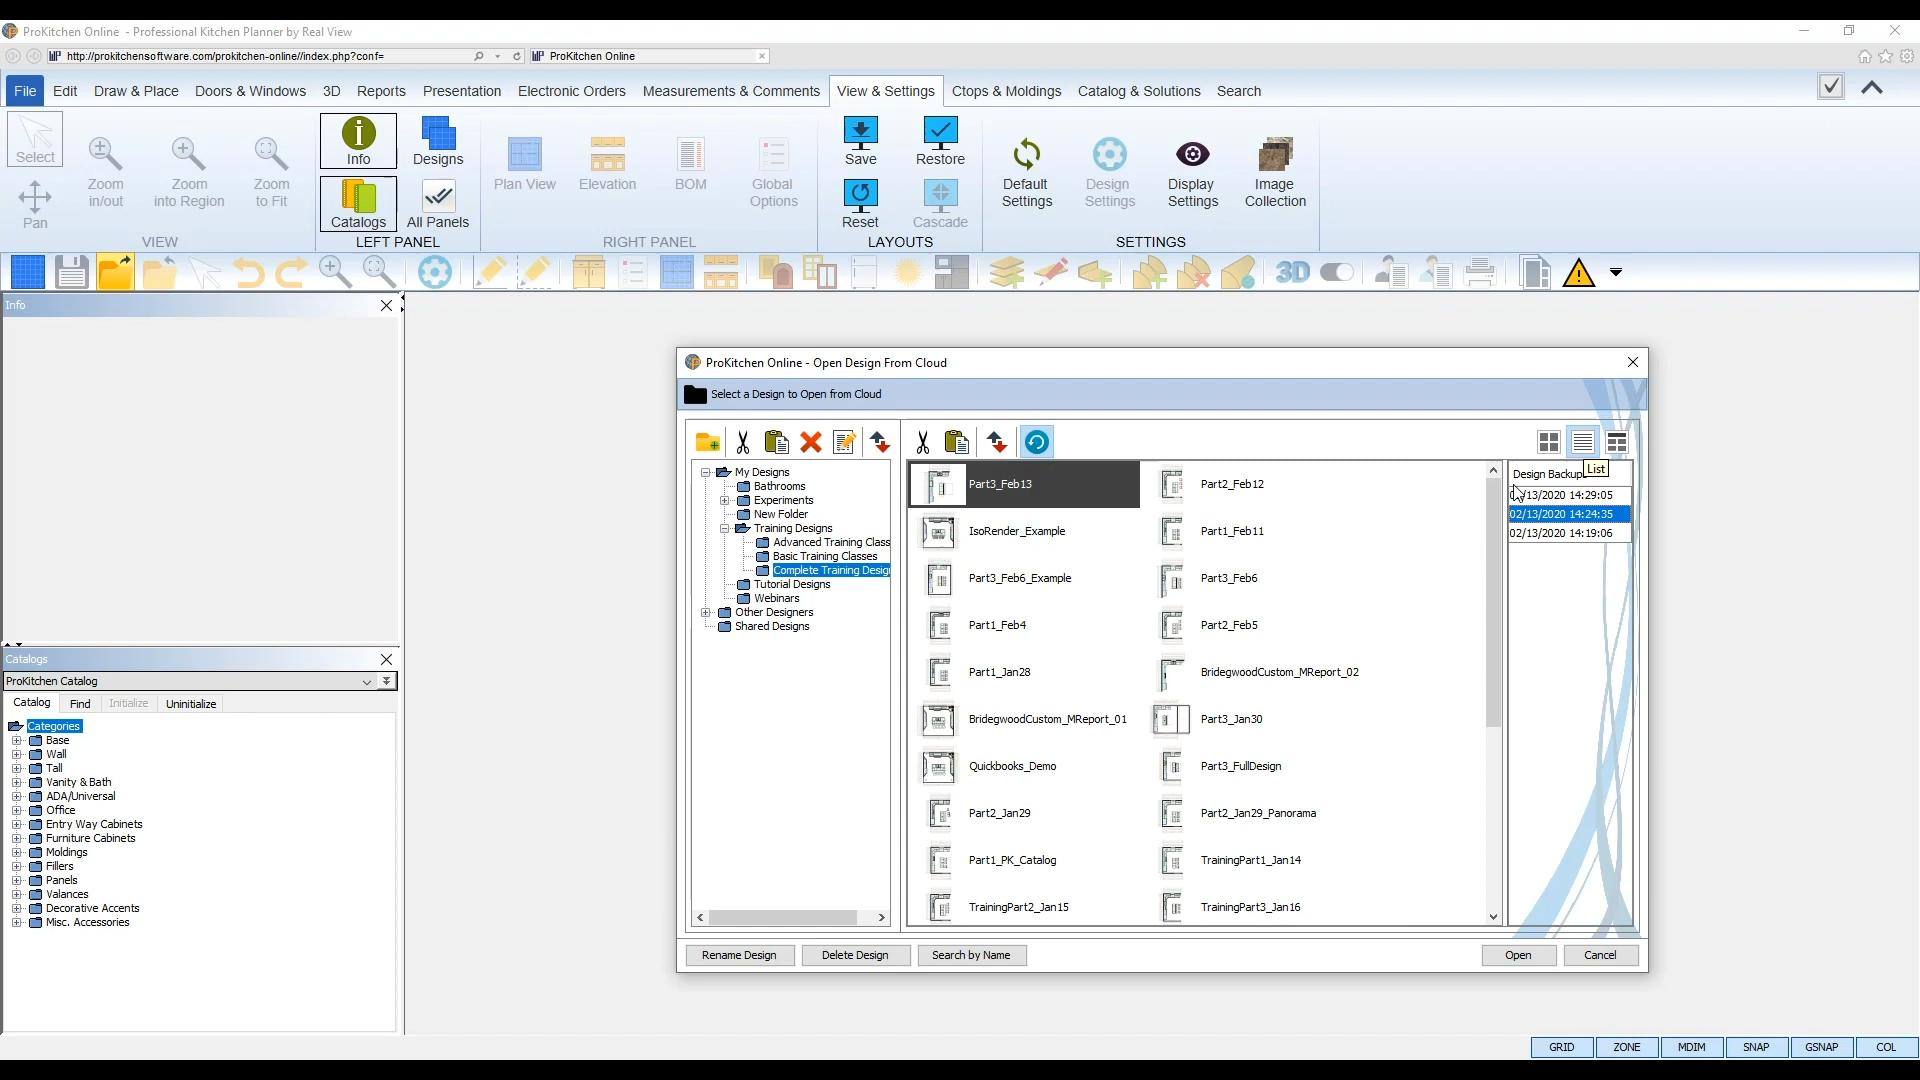 ProKitchen Online - Professional Kitchen Planner by Real View
http://prokitchensoftware.com/prokitchen-online//index.php?conf=
ProKitchen Online
File Edit Draw & Place Doors & Windows 3D Reports Presentation Electronic Orders Measurements & Comments View & Settings Ctops & Moldings Catalog & Solutions Search
Select
Zoom in/out
Zoom into Region
Zoom to Fit
Pan
VIEW
Info
Designs
Catalogs
All Panels
LEFT PANEL
Plan View
Elevation
BOM
Global Options
RIGHT PANEL
Save
Restore
Reset
Cascade
LAYOUTS
Default Settings
Design Settings
Display Settings
Image Collection
SETTINGS
3D
Info
Catalogs
ProKitchen Catalog
Catalog Find Initialize Uninitialize
Categories
Base
Wall
Tall
Vanity & Bath
ADA/Universal
Office
Entry Way Cabinets
Furniture Cabinets
Moldings
Fillers
Panels
Valances
Decorative Accents
Misc. Accessories
ProKitchen Online - Open Design From Cloud
Select a Design to Open from Cloud
My Designs
Bathrooms
Experiments
New Folder
Training Designs
Advanced Training Class
Basic Training Classes
Complete Training Desig
Tutorial Designs
Webinars
Other Designers
Shared Designs
Part3_Feb13
Part2_Feb12
IsoRender_Example
Part1_Feb11
Part3_Feb6_Example
Part3_Feb6
Part1_Feb4
Part2_Feb5
Part1_Jan28
BridegwoodCustom_MReport_02
BridegwoodCustom_MReport_01
Part3_Jan30
Quickbooks_Demo
Part3_FullDesign
Part2_Jan29
Part2_Jan29_Panorama
Part1_PK_Catalog
TrainingPart1_Jan14
TrainingPart2_Jan15
TrainingPart3_Jan16
List
Design Backup
/13/2020 14:29:05
02/13/2020 14:24:35
02/13/2020 14:19:06
Rename Design
Delete Design
Search by Name
Open
Cancel
GRID ZONE MDIM SNAP GSNAP COL